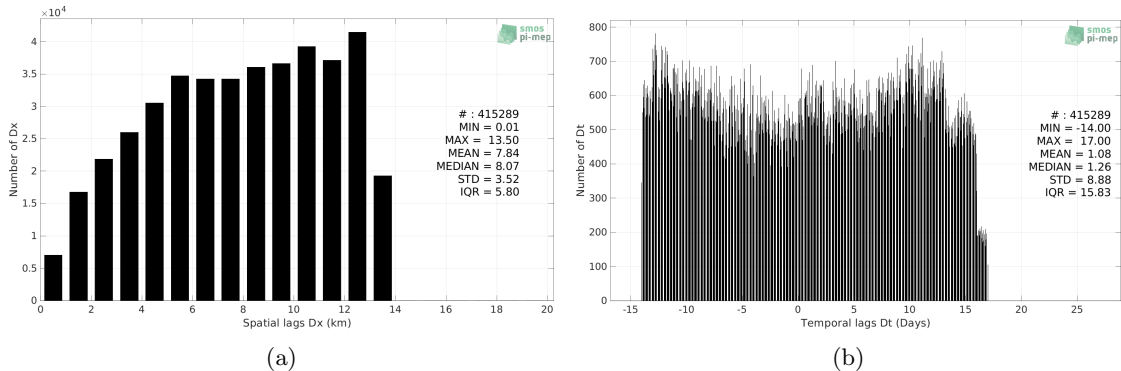 ×10⁴
4
3.5
3
2.5
2
1.5
1
0.5
0
0 2 4 6 8 10 12 14 16 18 20
Number of Dx
Spatial lags Dx (km)
smos
pi-mep
# : 415289
MIN = 0.01
MAX = 13.50
MEAN = 7.84
MEDIAN = 8.07
STD = 3.52
IQR = 5.80
(a)
800
700
600
500
400
300
200
100
0
-15 -10 -5 0 5 10 15 20 25
Number of Dt
Temporal lags Dt (Days)
smos
pi-mep
# : 415289
MIN = -14.00
MAX = 17.00
MEAN = 1.08
MEDIAN = 1.26
STD = 8.88
IQR = 15.83
(b)